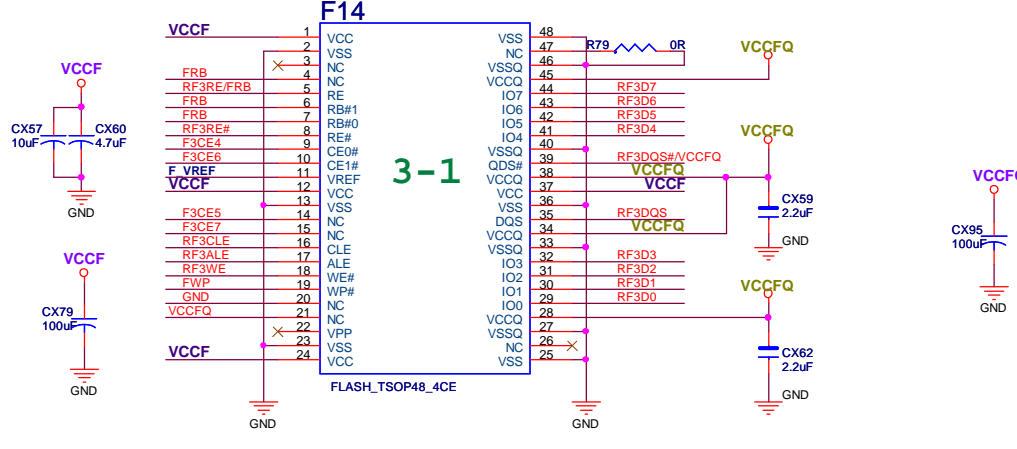 F14
VCCF 1 VCC VSS 48
2 VSS NC 47 R79 0R VCCFQ
3 NC VSSQ 46
FRB 4 NC VCCQ 45
RF3RE/FRB 5 RE IO7 44 RF3D7
FRB 6 RB#1 IO6 43 RF3D6
FRB 7 RB#0 IO5 42 RF3D5
RF3RE# 8 RE# IO4 41 RF3D4
F3CE4 9 CE0# VSSQ 40
F3CE6 10 CE1# QDS# 39 RF3DQS#/VCCFQ
F_VREF 11 VREF VCCQ 38 VCCFQ
VCCF 12 VCC VCC 37 VCCF
13 VSS VSS 36
F3CE5 14 NC DQS 35 RF3DQS
F3CE7 15 NC VCCQ 34 VCCFQ
RF3CLE 16 CLE VSSQ 33
RF3ALE 17 ALE IO3 32 RF3D3
RF3WE 18 WE# IO2 31 RF3D2
FWP 19 WP# IO1 30 RF3D1
GND 20 NC IO0 29 RF3D0
VCCFQ 21 NC VCCQ 28
22 VPP VSSQ 27
23 VSS NC 26
VCCF 24 VCC VSS 25
3-1
FLASH_TSOP48_4CE
GND
GND
VCCF
CX57 CX60
10uF 4.7uF
GND
VCCF
CX79
100uF
GND
VCCFQ
CX59
2.2uF
GND
VCCFQ
CX62
2.2uF
GND
CX95
100uF
GND